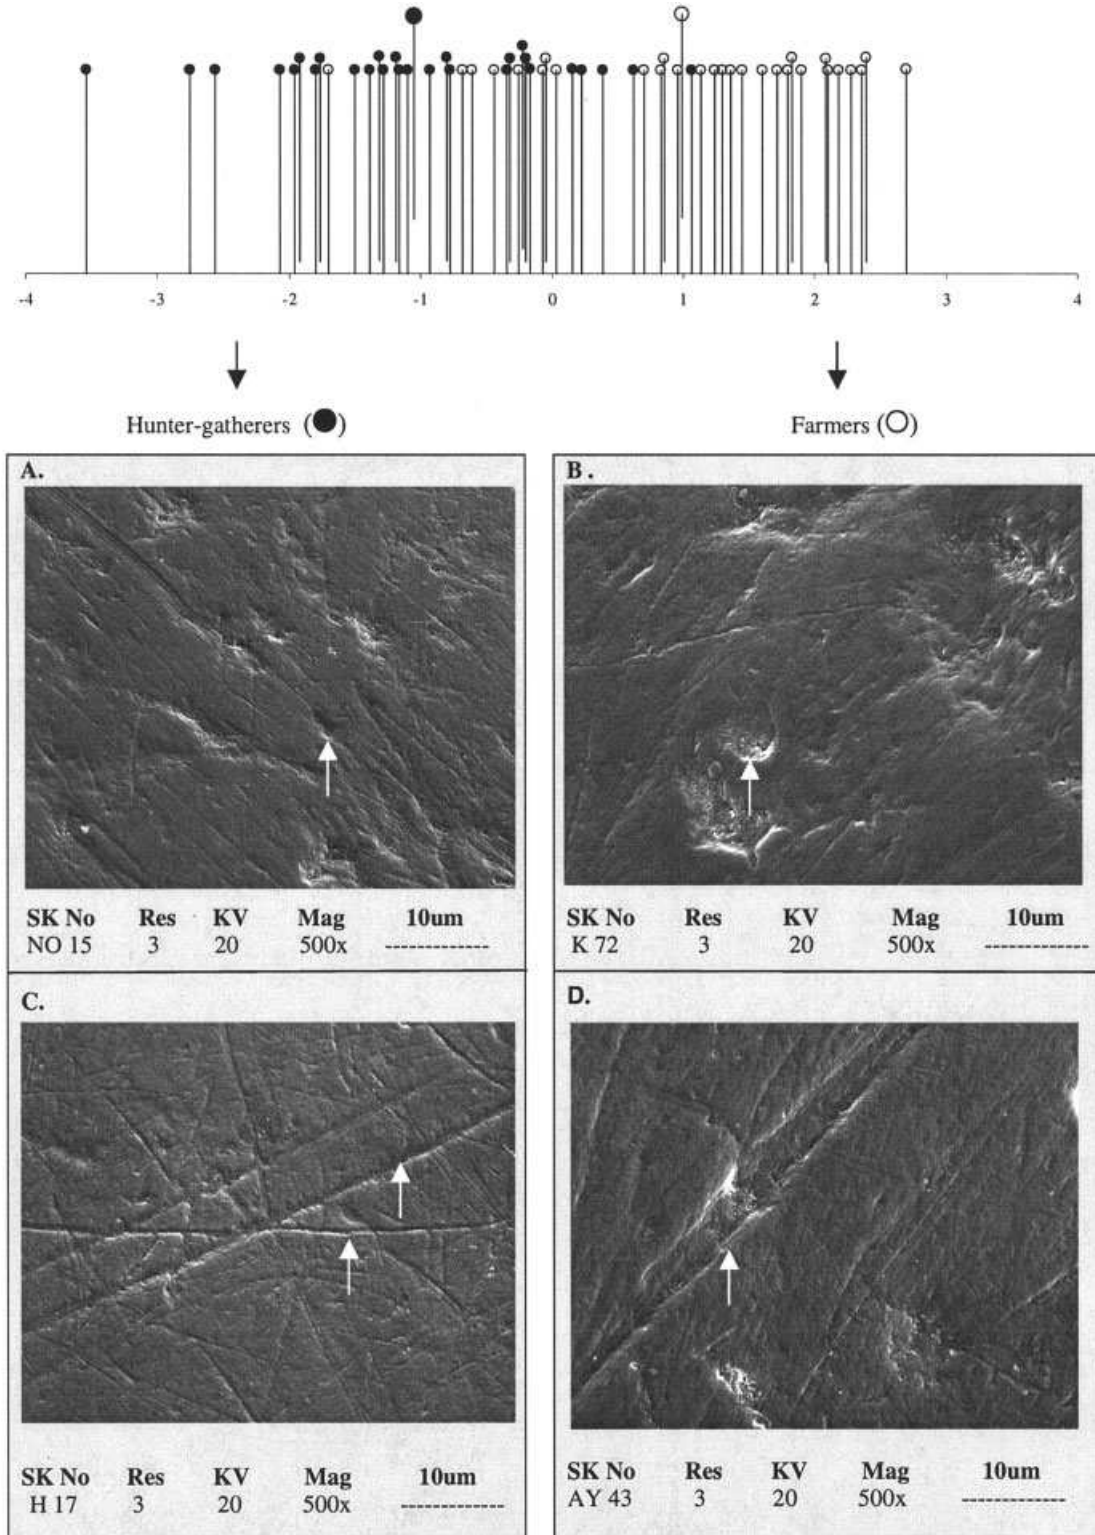 -4 -3 -2 -1 0 1 2 3 4
Hunter-gatherers (●)
Farmers (○)
A.
SK No Res KV Mag 10um
NO 15 3 20 500x ----------
B.
SK No Res KV Mag 10um
K 72 3 20 500x ----------
C.
SK No Res KV Mag 10um
H 17 3 20 500x ----------
D.
SK No Res KV Mag 10um
AY 43 3 20 500x ----------